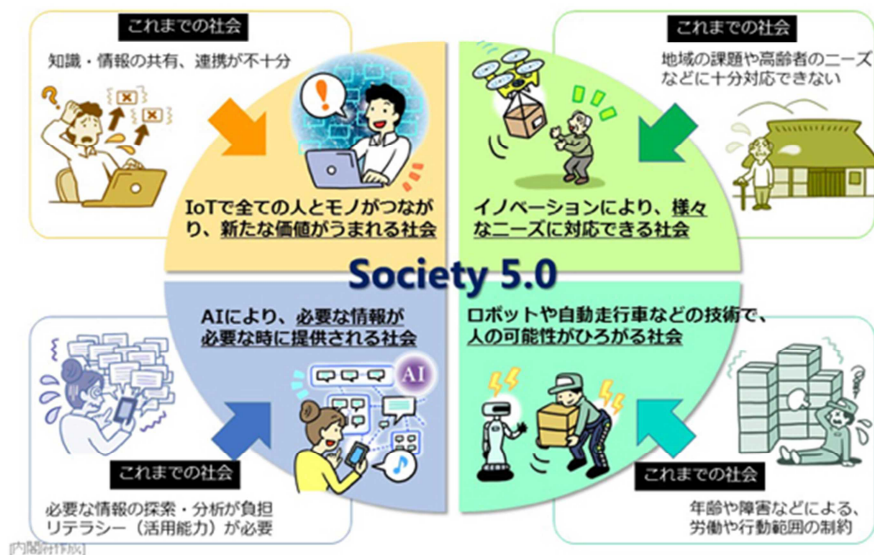 これまでの社会
知識・情報の共有、連携が不十分
IoTで全ての人とモノがつなが
り、新たな価値がうまれる社会
これまでの社会
地域の課題や高齢者のニーズ
などに十分対応できない
イノベーションにより、様々
なニーズに対応できる社会
Society 5.0
AIにより、必要な情報が
必要な時に提供される社会
AI
これまでの社会
必要な情報の探索・分析が負担
リテラシー（活用能力）が必要
ロボットや自動走行車などの技術で、
人の可能性がひろがる社会
これまでの社会
年齢や障害などによる、
労働や行動範囲の制約
[内閣府作成]